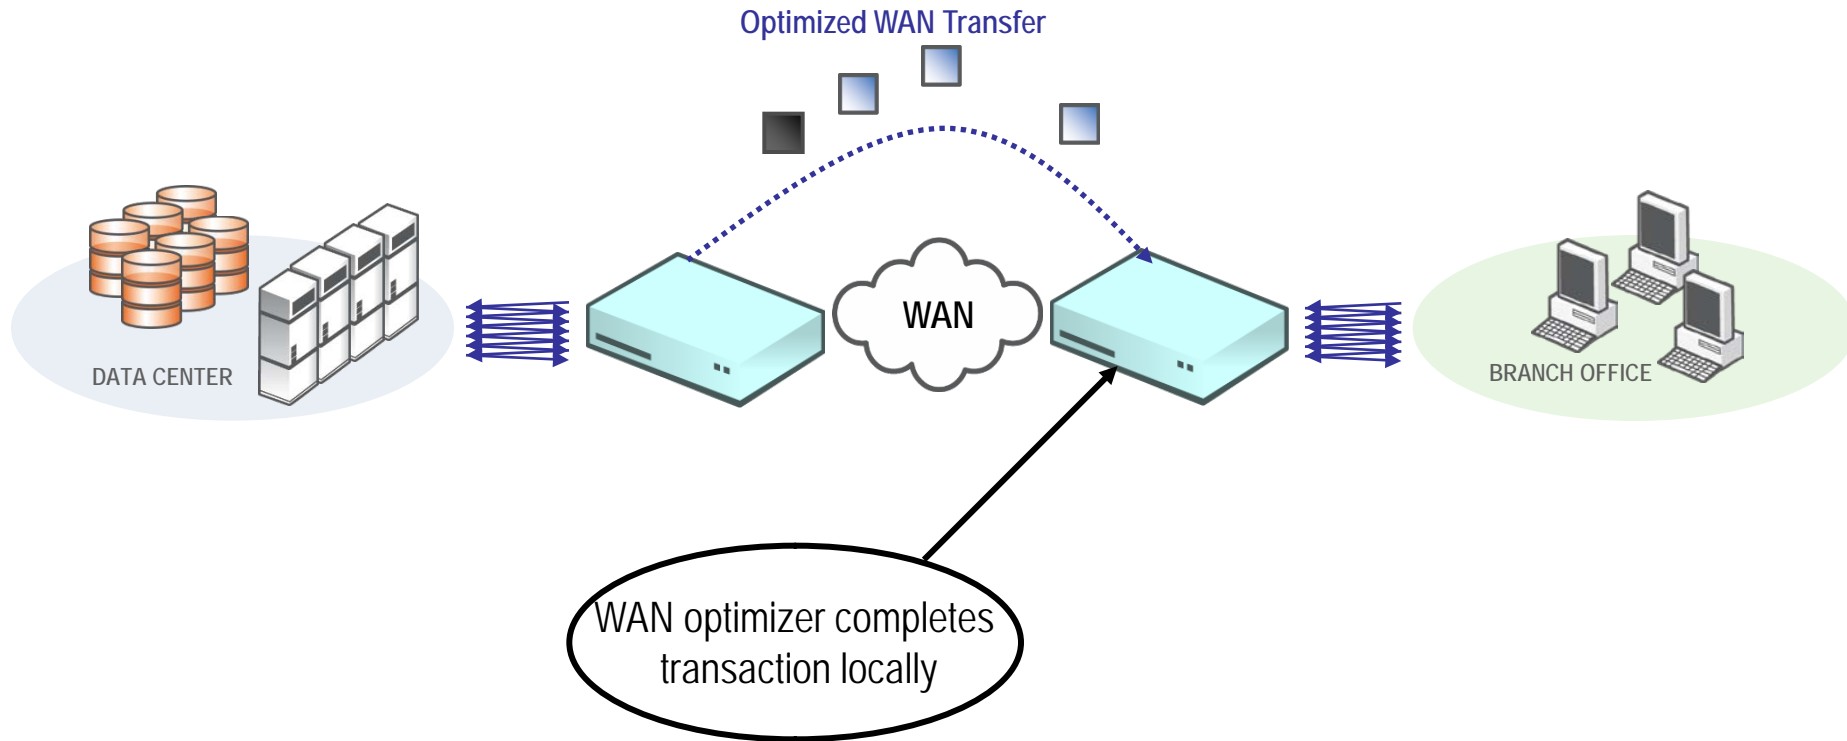 Optimized WAN Transfer
WAN
DATA CENTER
BRANCH OFFICE
WAN optimizer completes
transaction locally